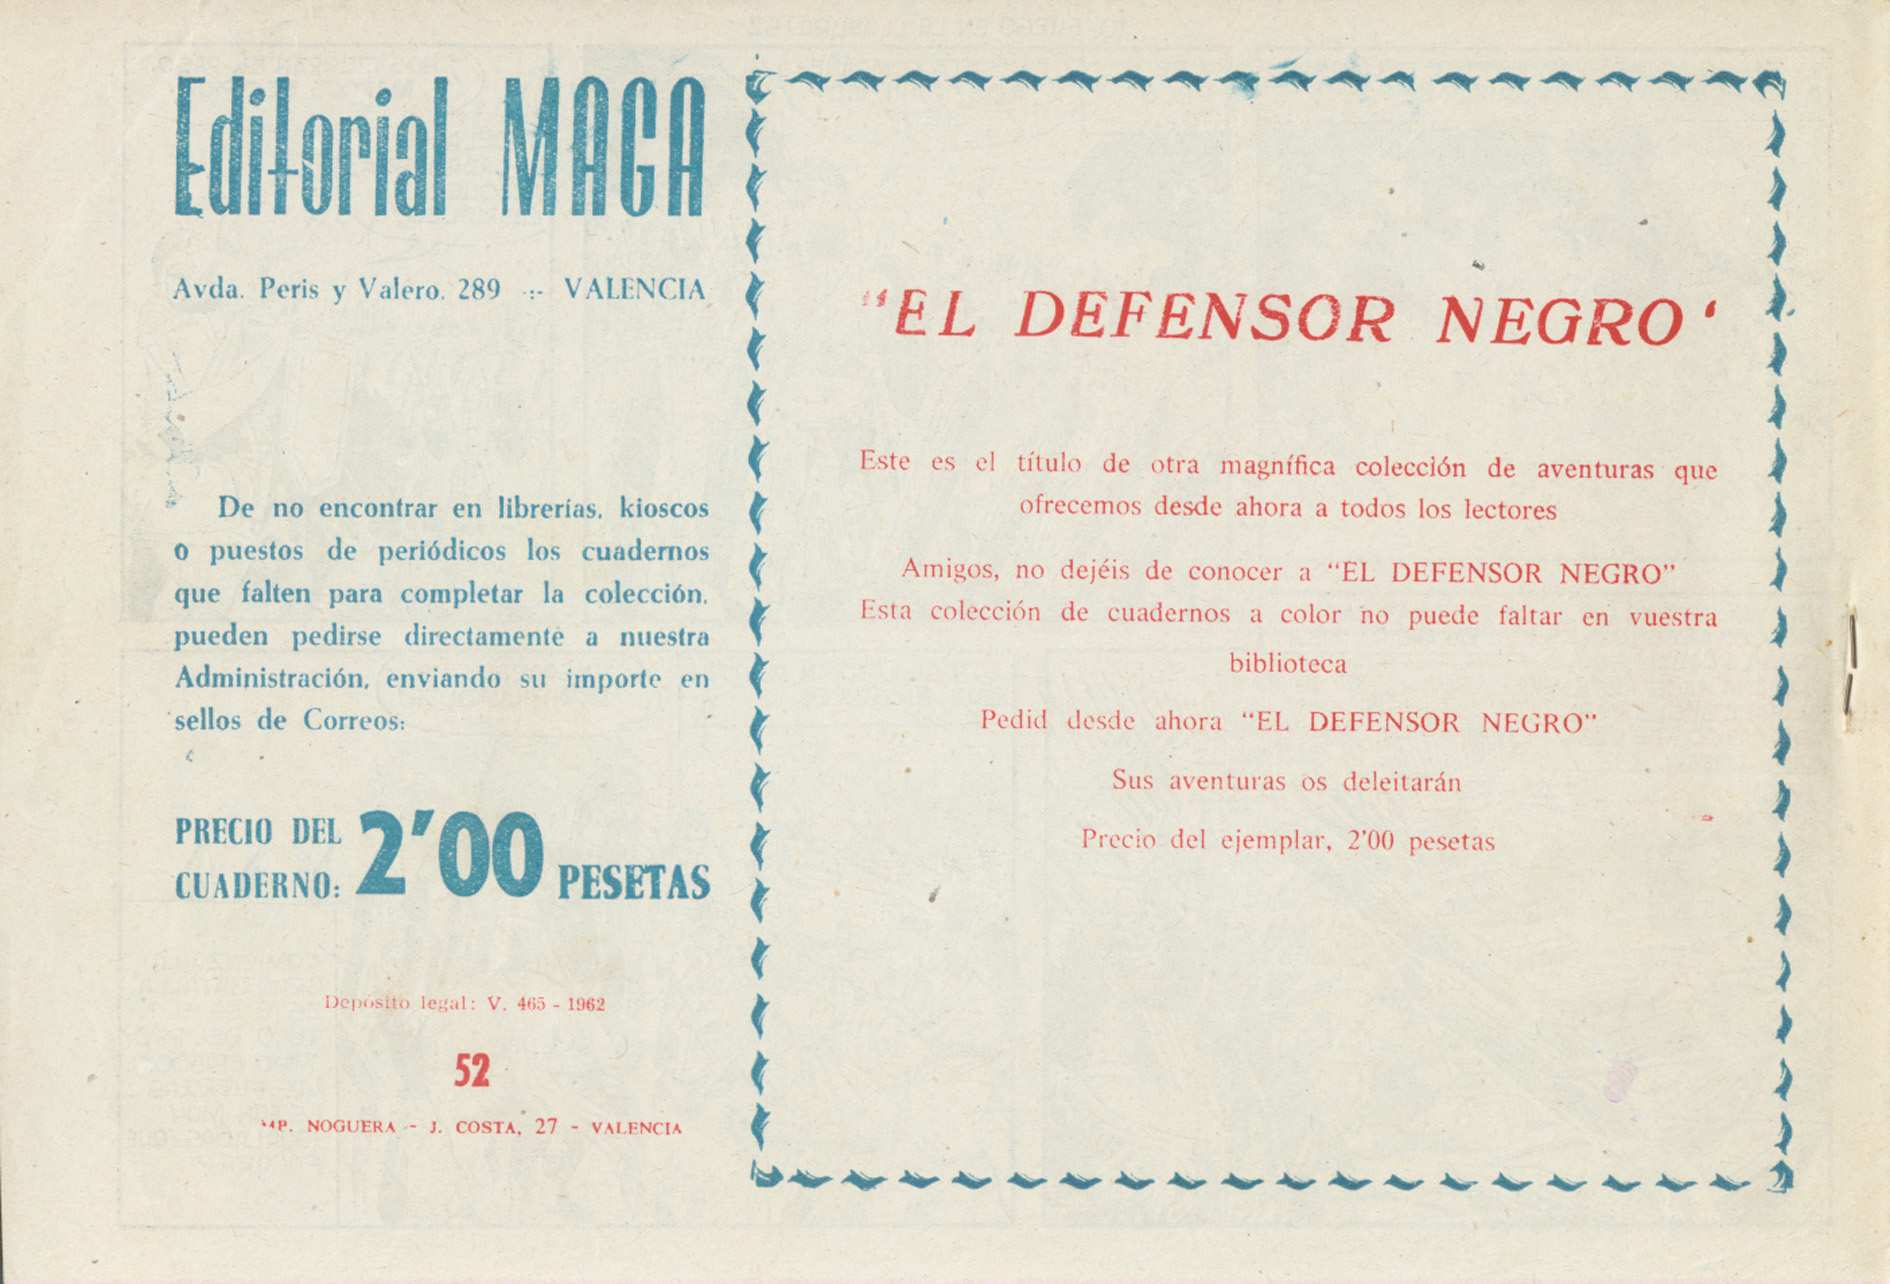 Editorial MAGA
Avda. Peris y Valero, 289 -:- VALENCIA
De no encontrar en librerías, kioscos
o puestos de periódicos los cuadernos
que falten para completar la colección,
pueden pedirse directamente a nuestra
Administración, enviando su importe en
sellos de Correos:
PRECIO DEL
CUADERNO: 2'00 PESETAS
Depósito legal: V. 465 - 1962
52
MP. NOGUERA - J. COSTA, 27 - VALENCIA
"EL DEFENSOR NEGRO'
Este es el título de otra magnífica colección de aventuras que
ofrecemos desde ahora a todos los lectores
Amigos, no dejéis de conocer a "EL DEFENSOR NEGRO"
Esta colección de cuadernos a color no puede faltar en vuestra
biblioteca
Pedid desde ahora "EL DEFENSOR NEGRO"
Sus aventuras os deleitarán
Precio del ejemplar, 2'00 pesetas